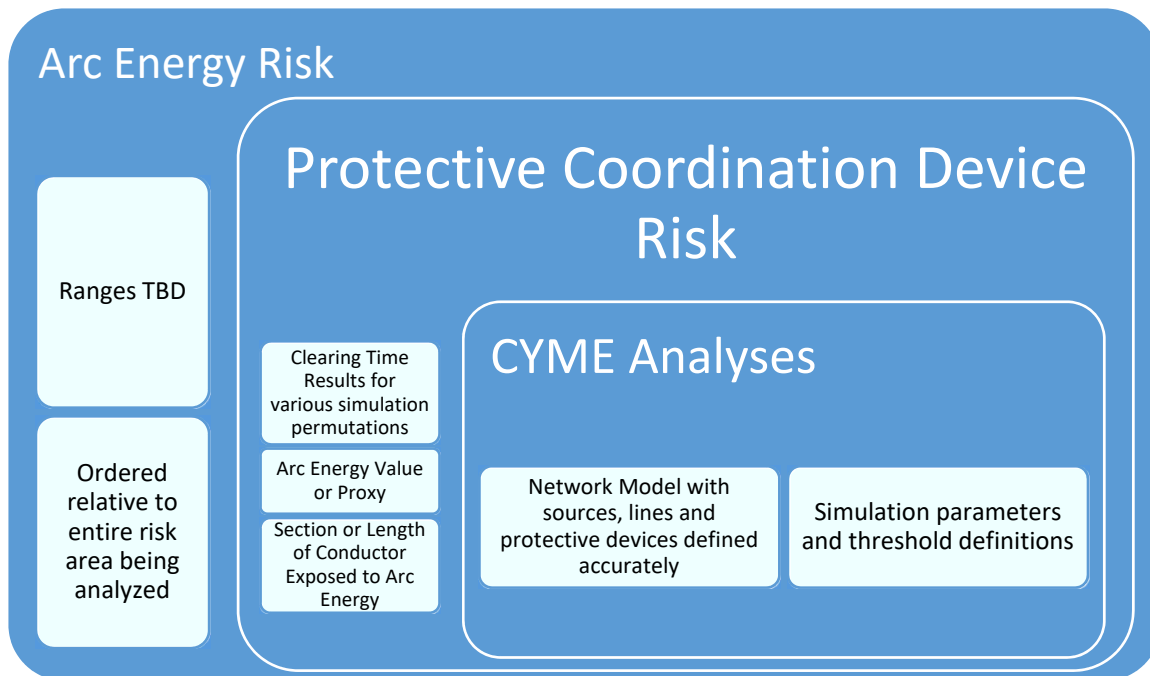 Arc Energy Risk
Ranges TBD
Ordered
relative to
entire risk
area being
analyzed
Protective Coordination Device
Risk
Clearing Time
Results for
various simulation
permutations
Arc Energy Value
or Proxy
Section or Length
of Conductor
Exposed to Arc
Energy
CYME Analyses
Network Model with
sources, lines and
protective devices defined
accurately
Simulation parameters
and threshold definitions